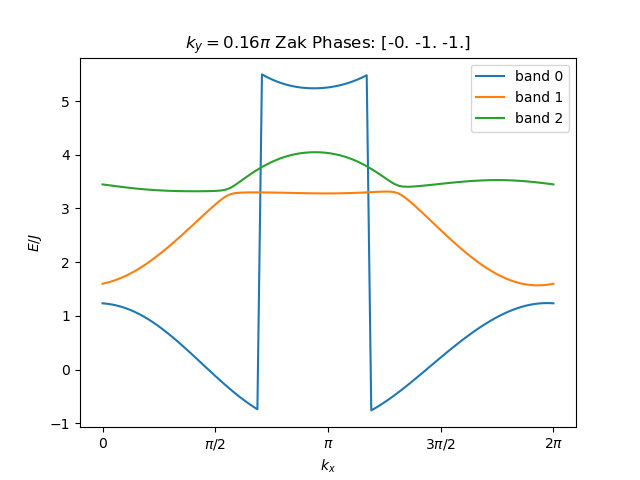 $k_y = 0.16\pi$ Zak Phases: [-0. -1. -1.]
band 0
band 1
band 2
5
4
3
2
1
0
−1
E/J
0
π/2
π
3π/2
2π
$k_x$